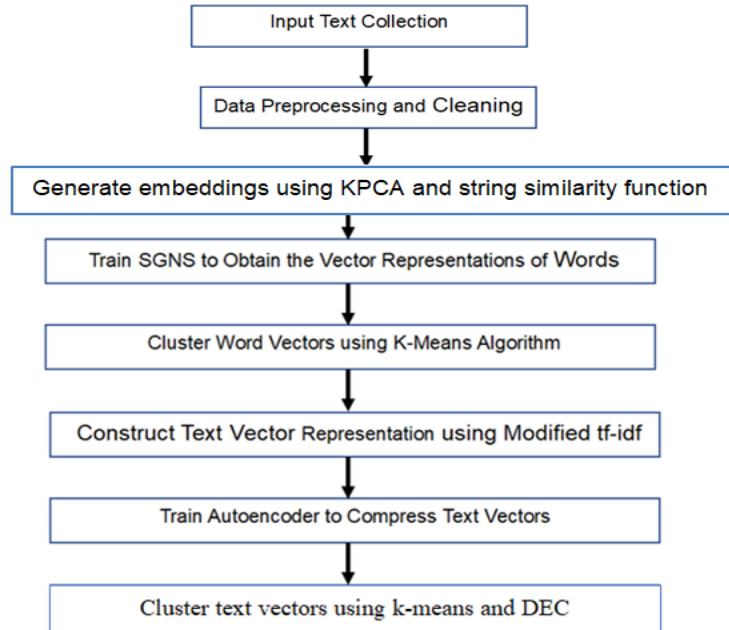 Input Text Collection
Data Preprocessing and Cleaning
Generate embeddings using KPCA and string similarity function
Train SGNS to Obtain the Vector Representations of Words
Cluster Word Vectors using K-Means Algorithm
Construct Text Vector Representation using Modified tf-idf
Train Autoencoder to Compress Text Vectors
Cluster text vectors using k-means and DEC